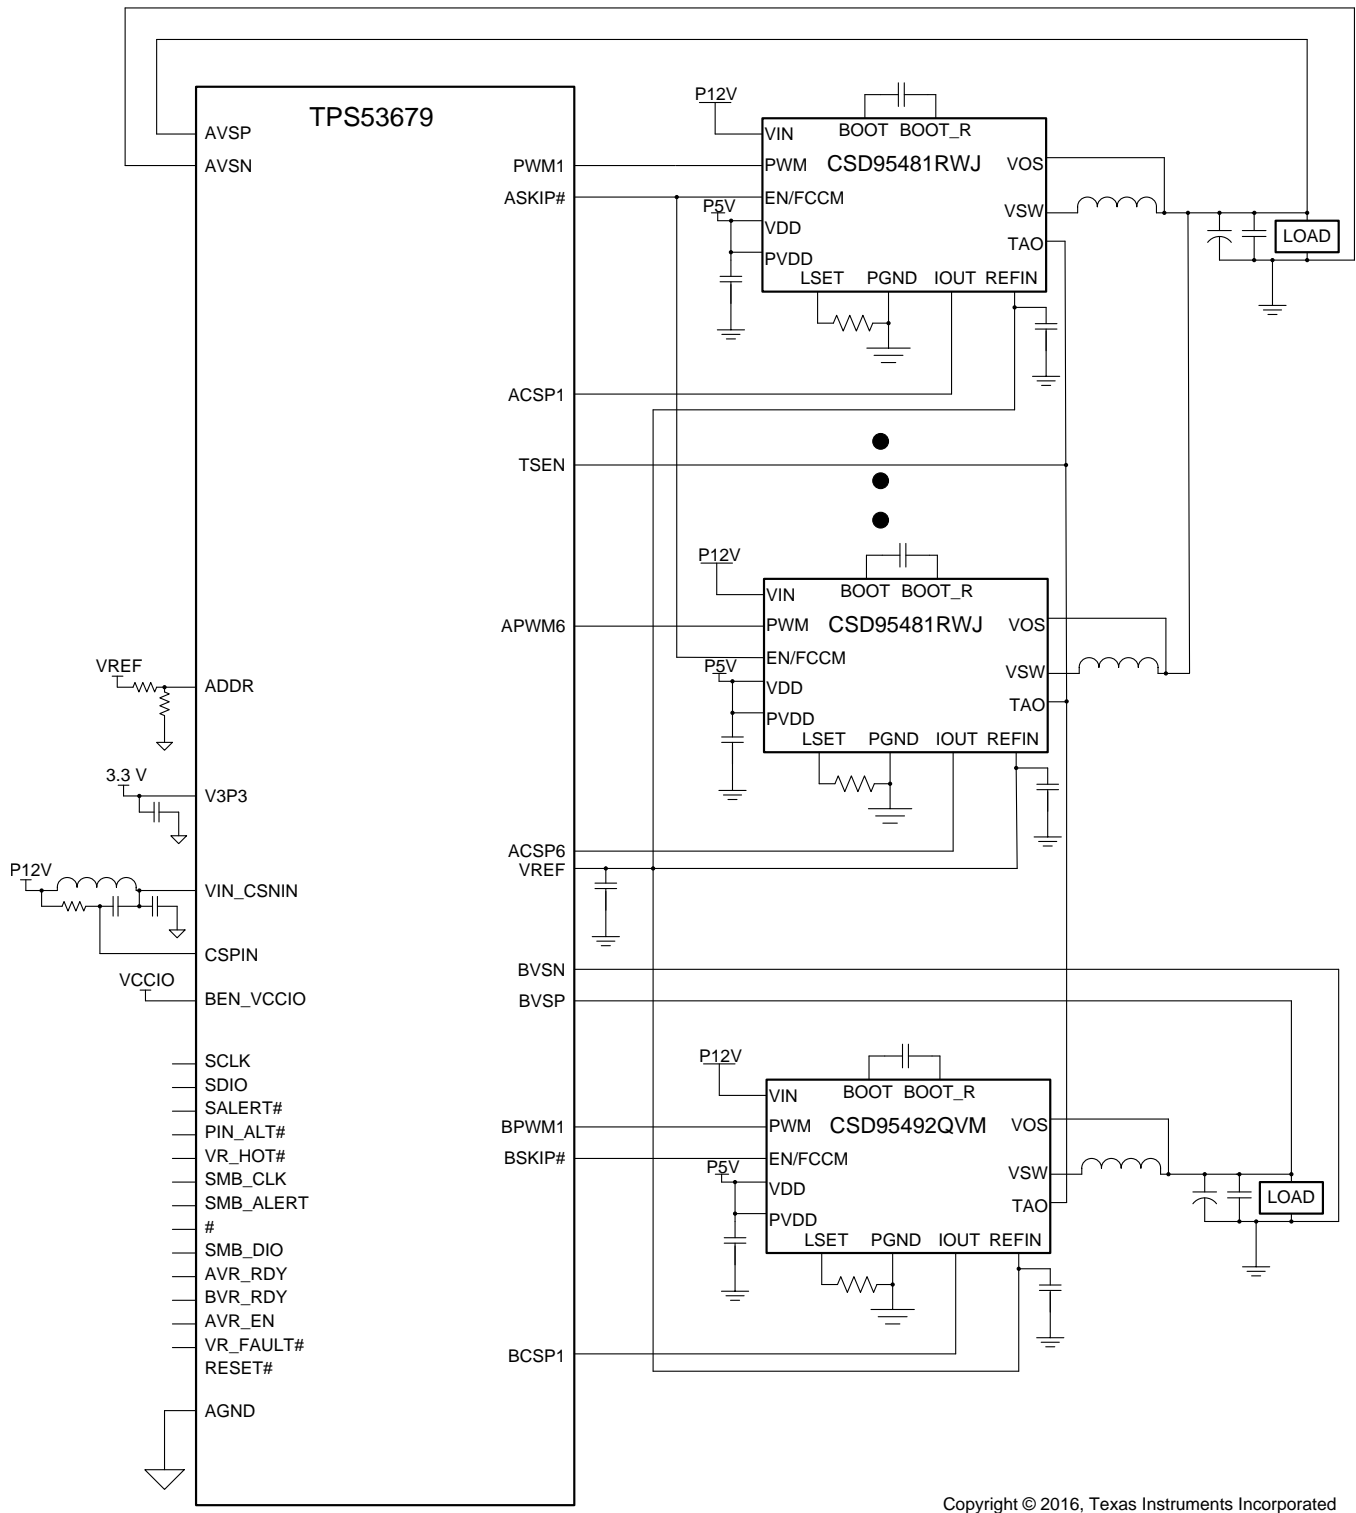 TPS53679
AVSP
AVSN
PWM1
ASKIP#
ACSP1
TSEN
APWM6
VREF
ADDR
3.3 V
V3P3
P12V
VIN_CSNIN
CSPIN
VCCIO
BEN_VCCIO
SCLK
SDIO
SALERT#
PIN_ALT#
VR_HOT#
SMB_CLK
SMB_ALERT
#
SMB_DIO
AVR_RDY
BVR_RDY
AVR_EN
VR_FAULT#
RESET#
AGND
ACSP6
VREF
BVSN
BVSP
BPWM1
BSKIP#
BCSP1
P12V
VIN
BOOT BOOT_R
CSD95481RWJ
PWM
VOS
EN/FCCM
P5V
VSW
VDD
TAO
PVDD
LSET PGND IOUT REFIN
LOAD
P12V
VIN
BOOT BOOT_R
CSD95481RWJ
PWM
VOS
EN/FCCM
P5V
VSW
VDD
TAO
PVDD
LSET PGND IOUT REFIN
P12V
VIN
BOOT BOOT_R
CSD95492QVM
PWM
VOS
EN/FCCM
P5V
VSW
VDD
TAO
PVDD
LSET PGND IOUT REFIN
LOAD
Copyright © 2016, Texas Instruments Incorporated